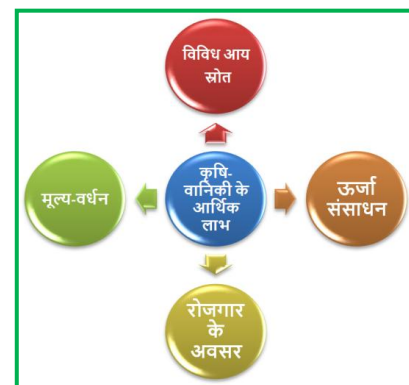 विविध आय
स्रोत
मूल्य-वर्धन
कृषि-
वानिकी के
आर्थिक
लाभ
ऊर्जा
संसाधन
रोजगार
के
अवसर